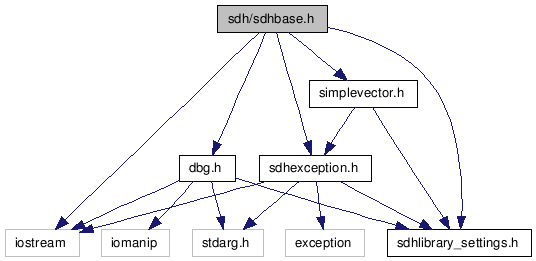 sdh/sdhbase.h
simplevector.h
dbg.h
sdhexception.h
iostream
iomanip
stdarg.h
exception
sdhlibrary_settings.h